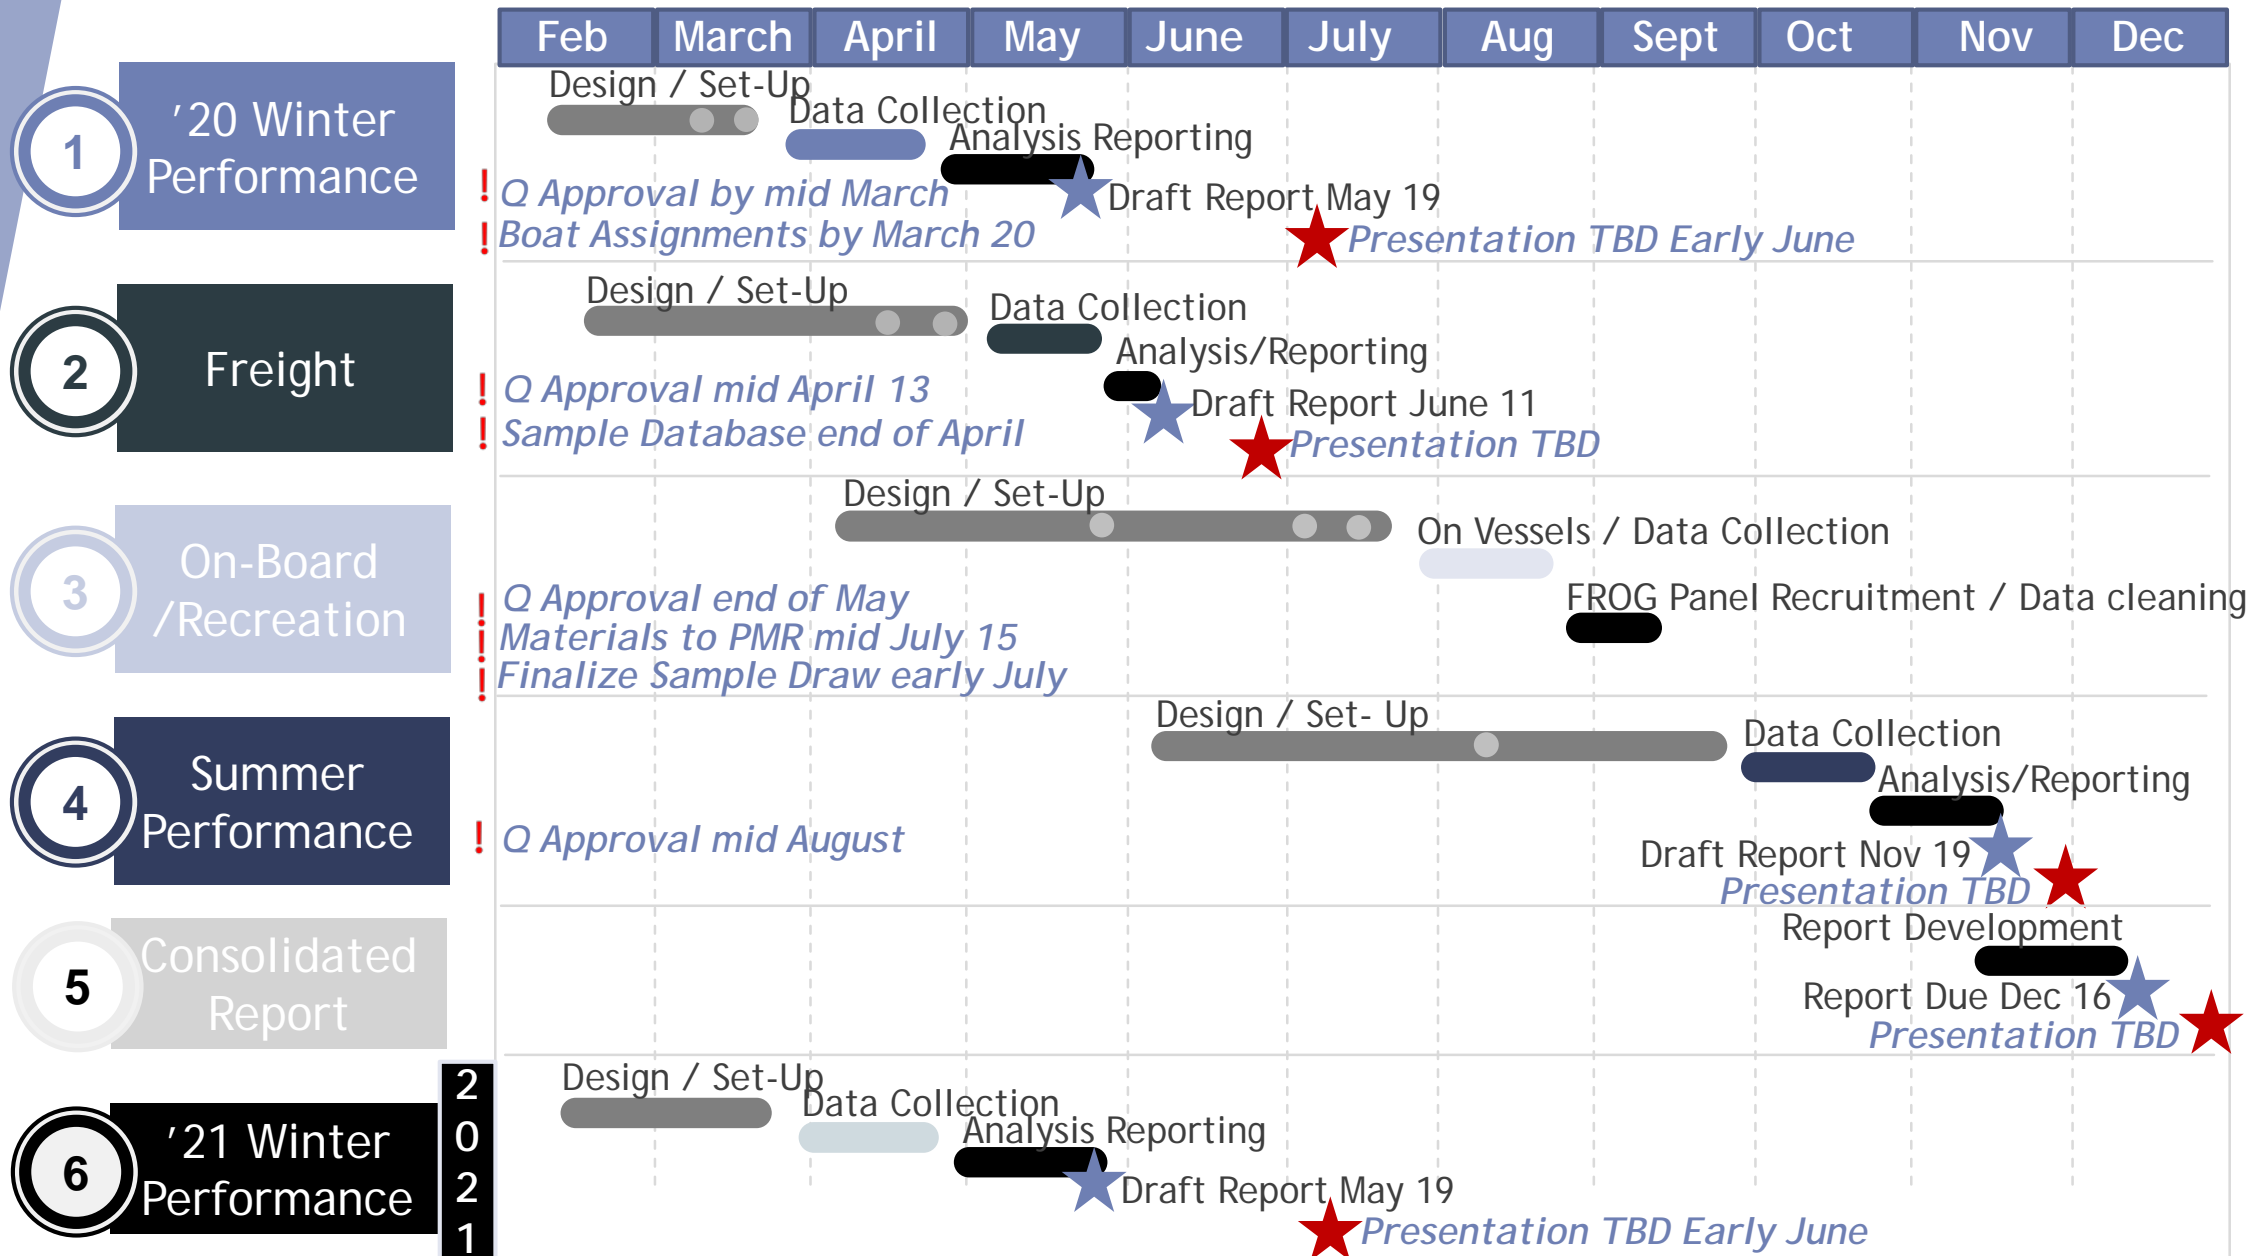 Feb March April May June July Aug Sept Oct Nov Dec
1
'20 Winter
Performance
Design / Set-Up
Data Collection
Analysis Reporting
! Q Approval by mid March
Draft Report May 19
! Boat Assignments by March 20
Presentation TBD Early June
2
Freight
Design / Set-Up
Data Collection
Analysis/Reporting
! Q Approval mid April 13
Draft Report June 11
! Sample Database end of April
Presentation TBD
3
On-Board
/Recreation
Design / Set-Up
On Vessels / Data Collection
FROG Panel Recruitment / Data cleaning
! Q Approval end of May
! Materials to PMR mid July 15
! Finalize Sample Draw early July
4
Summer
Performance
Design / Set- Up
Data Collection
Analysis/Reporting
! Q Approval mid August
Draft Report Nov 19
Presentation TBD
5
Consolidated
Report
Report Development
Report Due Dec 16
Presentation TBD
6
'21 Winter
Performance
2
0
2
1
Design / Set-Up
Data Collection
Analysis Reporting
Draft Report May 19
Presentation TBD Early June